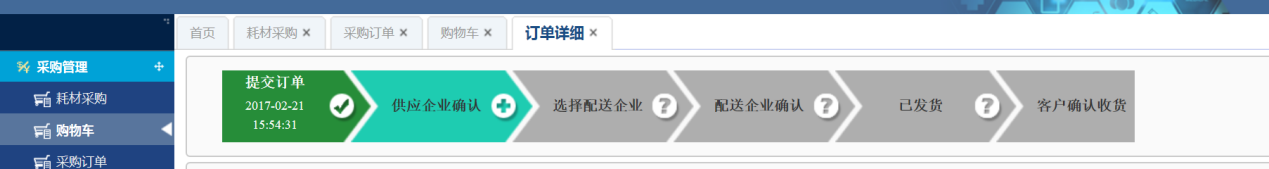 首页 耗材采购 × 采购订单 × 购物车 × 订单详细 ×
采购管理
耗材采购
购物车
采购订单
提交订单
2017-02-21
15:54:31
供应企业确认
选择配送企业 ?
配送企业确认 ?
已发货 ?
客户确认收货